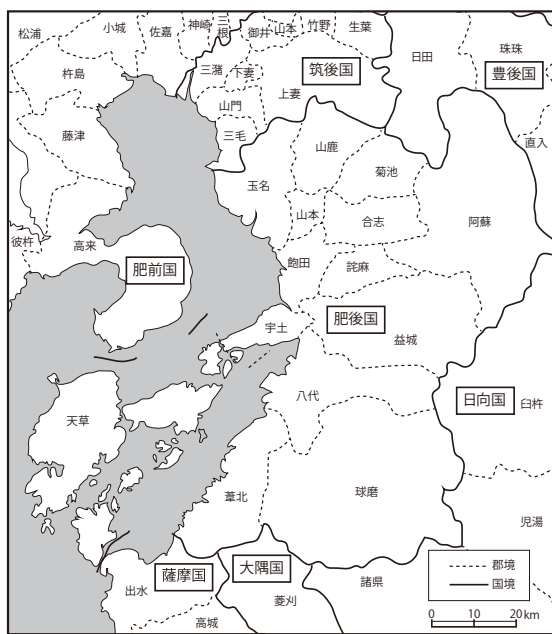 松浦
小城
佐嘉
神崎
三根
御井
山本
竹野
生葉
日田
珠珠
豊後国
杵島
三瀦
下妻
筑後国
上妻
山門
直入
藤津
三毛
山鹿
菊池
玉名
阿蘇
山本
合志
彼杵
高来
肥前国
飽田
詫麻
宇土
肥後国
益城
八代
日向国
臼杵
天草
葦北
球磨
児湯
薩摩国
大隅国
諸県
出水
菱刈
高城
郡境
国境
0 10 20km